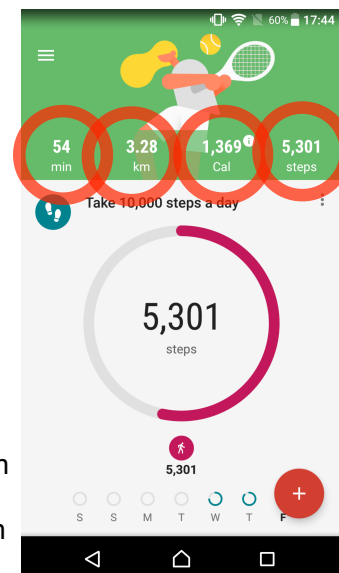 60% 17:44
54 3.28 1,369 5,301
min km Cal steps
Take 10,000 steps a day
5,301
steps
5,301
n
S S M T W T F
n